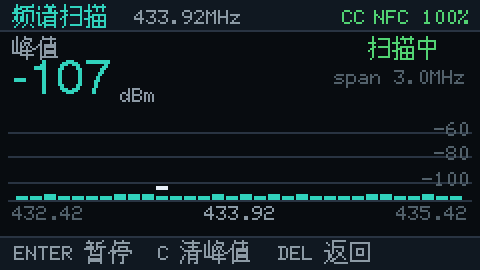 频谱扫描 433.92MHz CC NFC 100%
峰值 扫描中
-107 dBm span 3.0MHz
-60
-80
-100
432.42 433.92 435.42
ENTER 暂停 C 清峰值 DEL 返回